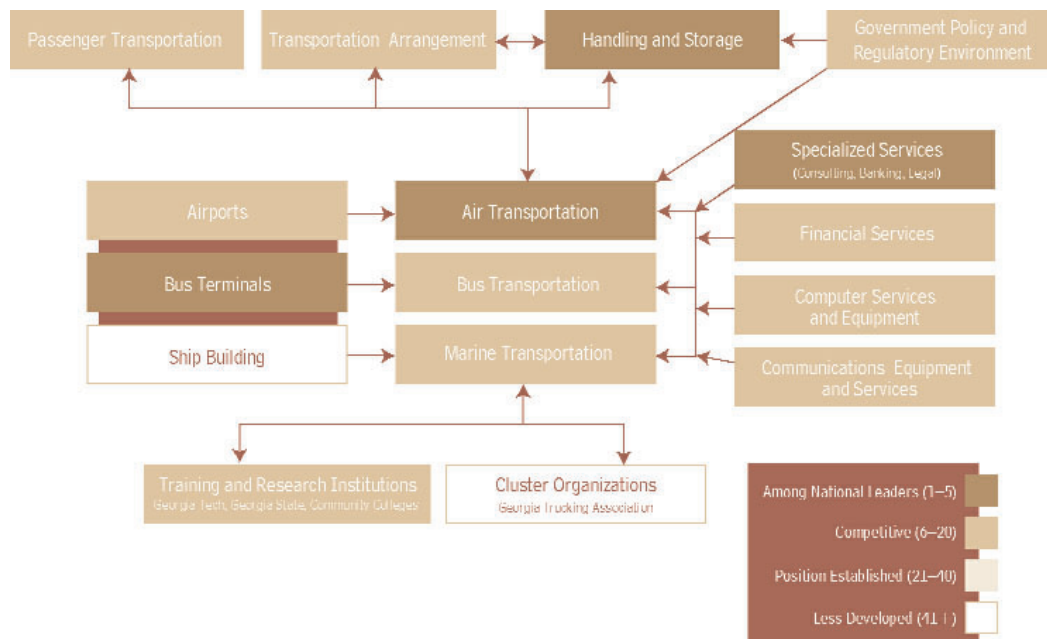 Passenger Transportation
Transportation Arrangement
Handling and Storage
Government Policy and
Regulatory Environment
Specialized Services
(Consulting, Banking, Legal)
Airports
Air Transportation
Financial Services
Bus Terminals
Bus Transportation
Computer Services
and Equipment
Ship Building
Marine Transportation
Communications Equipment
and Services
Training and Research Institutions
Georgia Tech, Georgia State, Community Colleges
Cluster Organizations
Georgia Trucking Association
Among National Leaders (1–5)
Competitive (6–20)
Position Established (21–40)
Less Developed (41+)